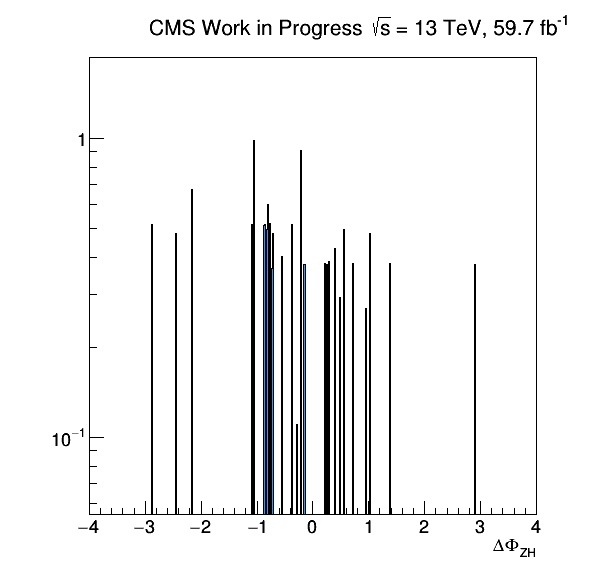 CMS Work in Progress √s = 13 TeV, 59.7 fb⁻¹
1
10⁻¹
−4 −3 −2 −1 0 1 2 3 4
ΔΦ_ZH